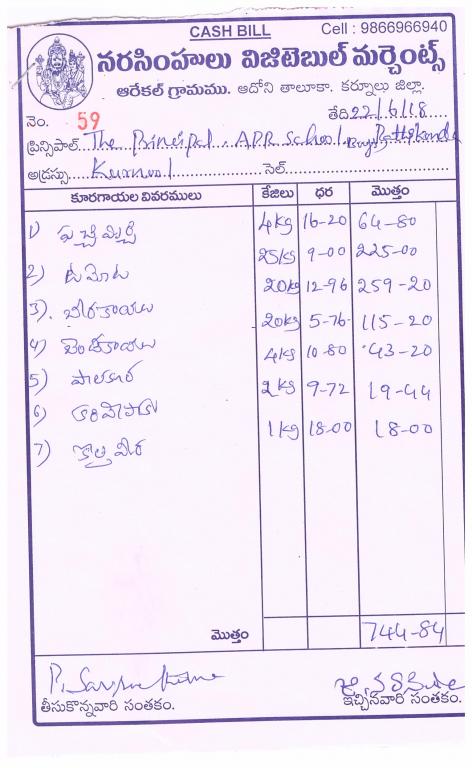 CASH BILL Cell : 9866966940
నరసింహులు విజిటెబుల్ మర్చెంట్స్
ఆరేకల్ గ్రామము. ఆదోని తాలూకా. కర్నూలు జిల్లా.
నెం. 59 తేది 22/6/18
ప్రిన్సిపాల్ The Principal. APR School, Boys
అడ్రస్సు Kurnool సెల్
కూరగాయల వివరములు కేజిలు ధర మొత్తం
1) పచ్చి మిర్చి 4kg 16-20 64-80
2) టమోట 25kg 9-00 225-00
3). బీరకాయలు 20kg 12-96 259-20
4) బెండకాయలు 20kg 5-76 115-20
5) పాలకూర 4kg 10-80 43-20
6) కరివేపాకు 2kg 9-72 19-44
7) కొత్తమీర 1kg 18-00 18-00
మొత్తం 744-84
తీసుకొన్నవారి సంతకం. ఇచ్చినవారి సంతకం.